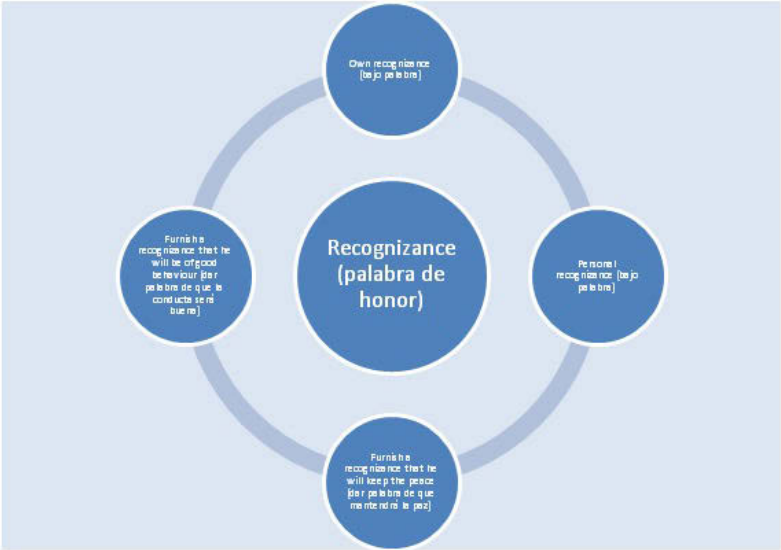 Own recognizance
(bajo palabra)
Recognizance
(palabra de
honor)
Personal
recognizance (bajo
palabra)
Furnish a
recognizance that he
will keep the peace
(dar palabra de que
mantendrá la paz)
Furnish a
recognizance that he
will be of good
behaviour (dar
palabra de que la
conducta será
buena)